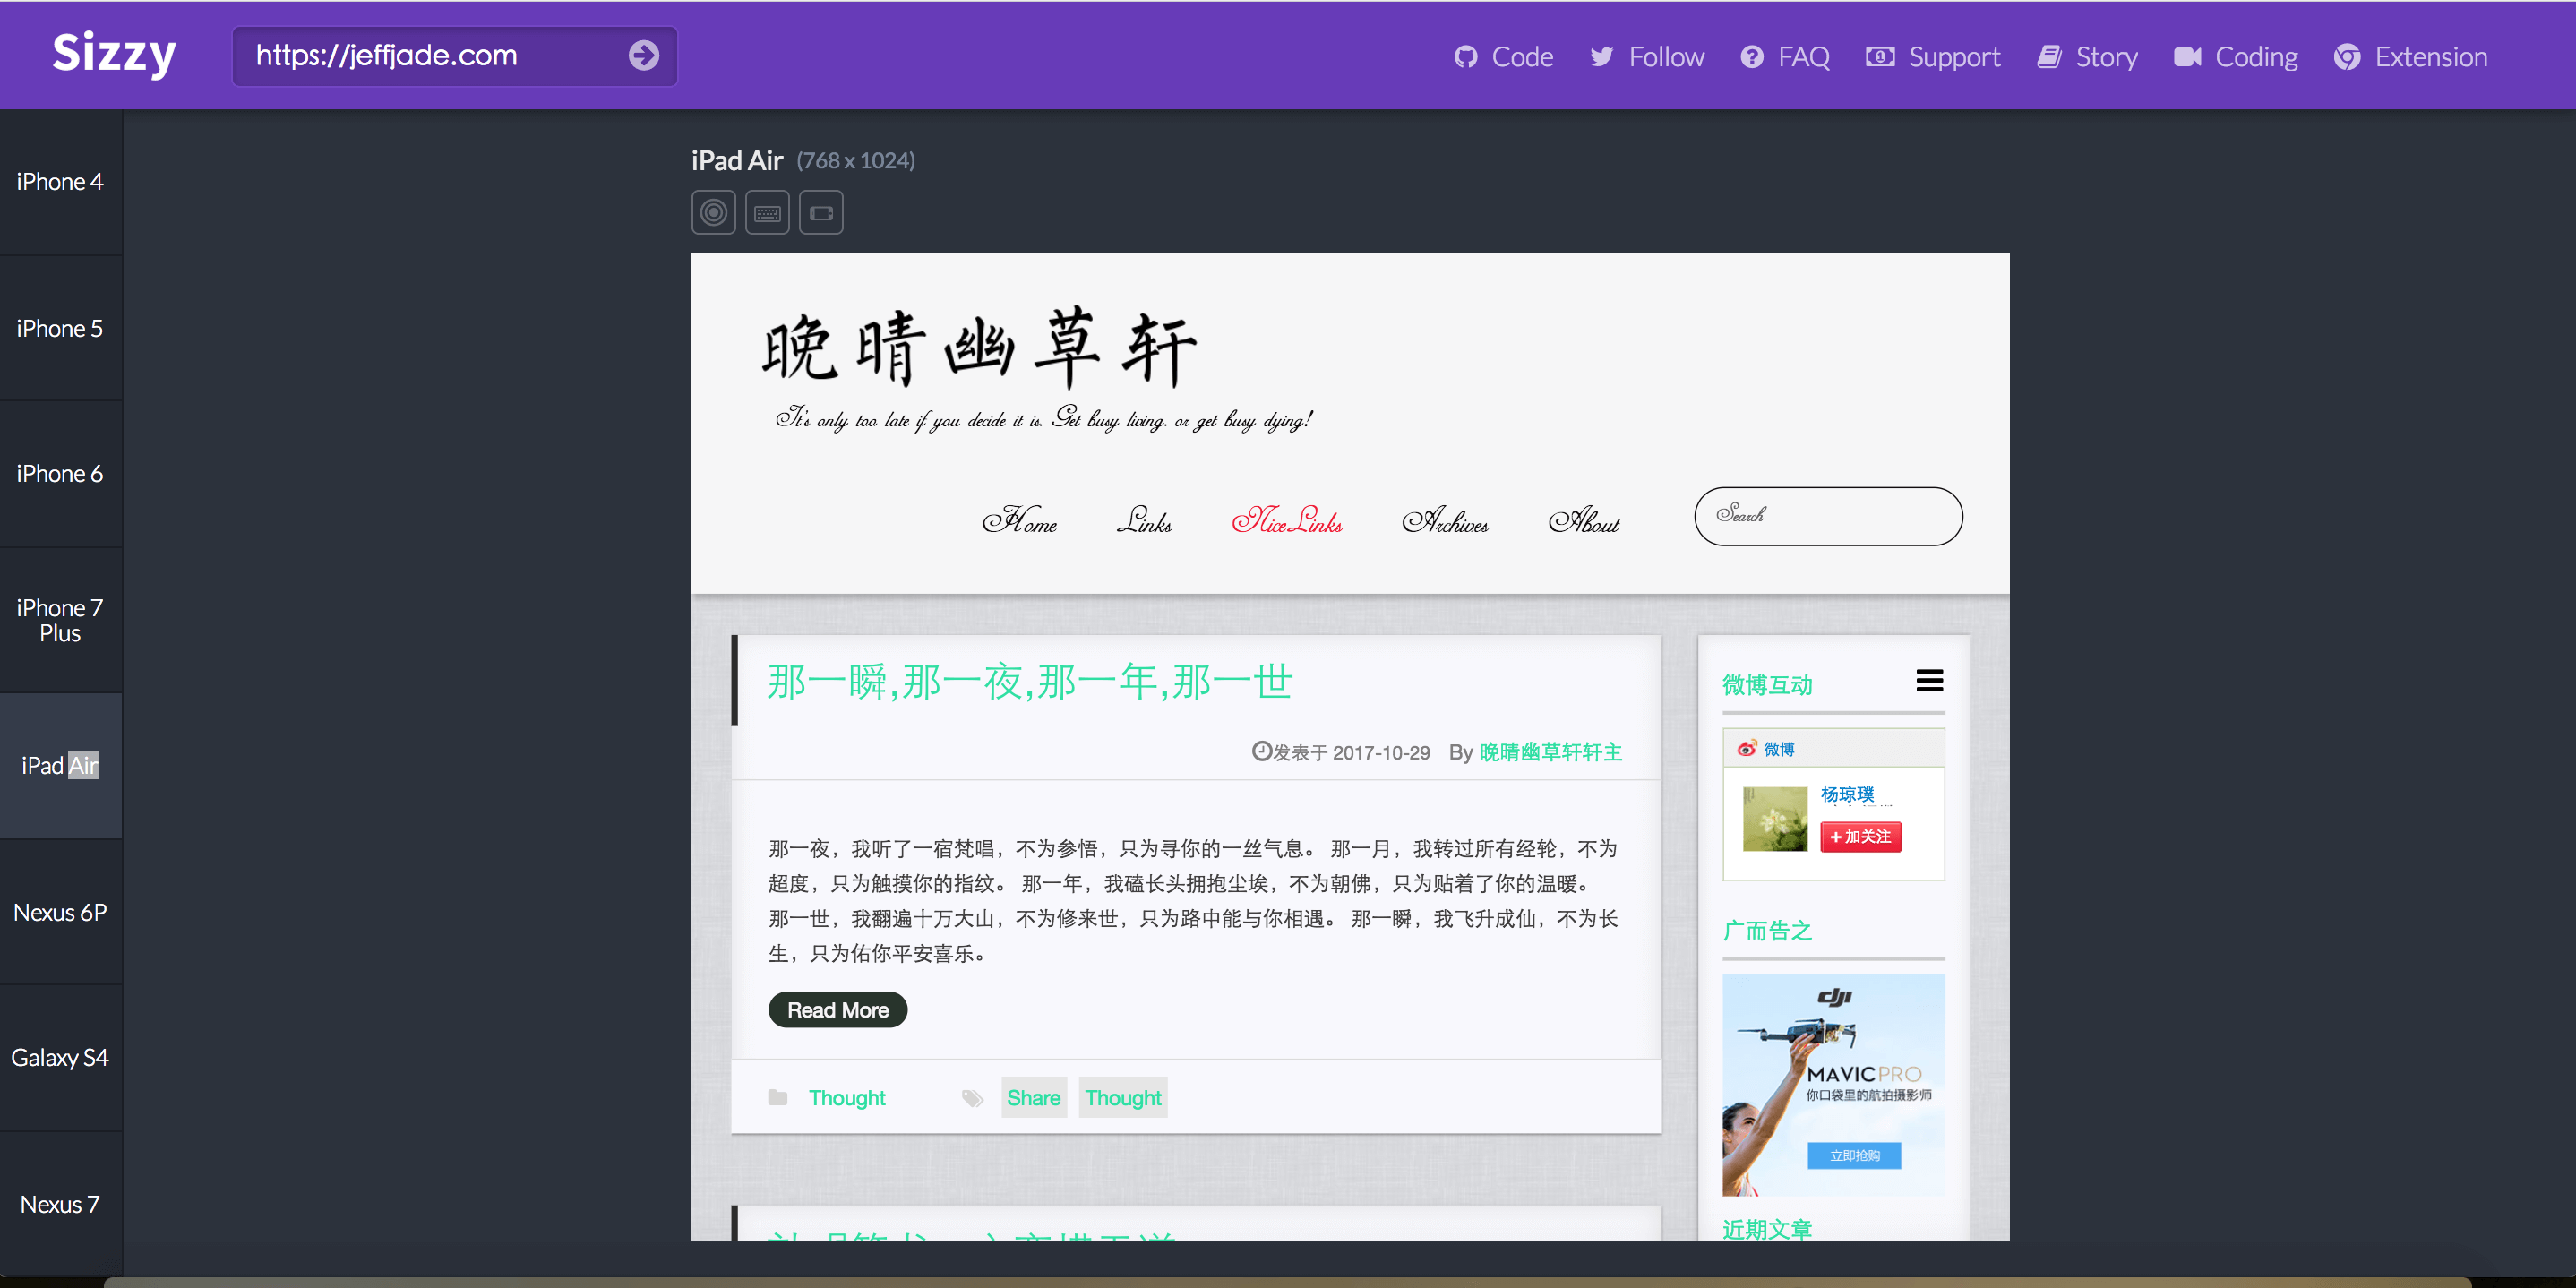 Sizzy
https://jeffjade.com
Code
Follow
FAQ
Support
Story
Coding
Extension
iPhone 4
iPhone 5
iPhone 6
iPhone 7
Plus
iPad Air
Nexus 6P
Galaxy S4
Nexus 7
iPad Air (768 x 1024)
晚晴幽草轩
It's only too late if you decide it is. Get busy living. or get busy dying!
Home
Links
NiceLinks
Archives
About
Search
那一瞬,那一夜,那一年,那一世
发表于 2017-10-29 By 晚晴幽草轩轩主
那一夜，我听了一宿梵唱，不为参悟，只为寻你的一丝气息。 那一月，我转过所有经轮，不为
超度，只为触摸你的指纹。 那一年，我磕长头拥抱尘埃，不为朝佛，只为贴着了你的温暖。
那一世，我翻遍十万大山，不为修来世，只为路中能与你相遇。 那一瞬，我飞升成仙，不为长
生，只为佑你平安喜乐。
Read More
Thought
Share
Thought
微博互动
微博
杨琼璞
+ 加关注
广而告之
dji
MAVIC PRO
你口袋里的航拍摄影师
立即抢购
近期文章